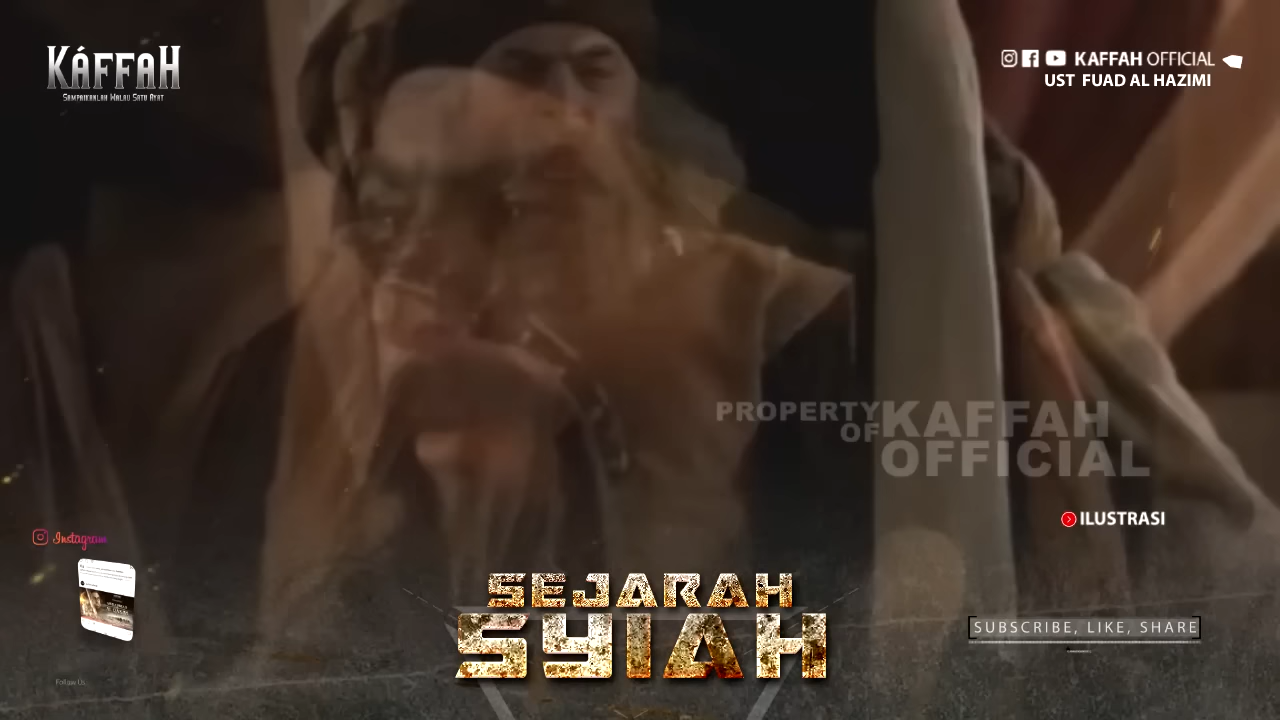 KÁFFAH
SAMPAIKANLAH WALAU SATU AYAT
KAFFAH OFFICIAL
UST FUAD AL HAZIMI
PROPERTY OF KAFFAH OFFICIAL
ILUSTRASI
Instagram
SEJARAH
SYIAH
SUBSCRIBE, LIKE, SHARE
Follow Us